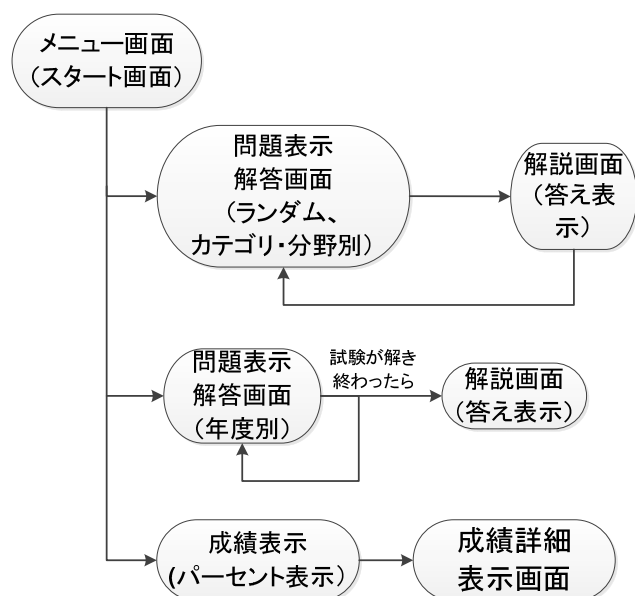 メニュー画面
（スタート画面）
問題表示
解答画面
（ランダム、
カテゴリ・分野別）
解説画面
（答え表
示）
問題表示
解答画面
（年度別）
試験が解き
終わったら
解説画面
（答え表示）
成績表示
(パーセント表示）
成績詳細
表示画面